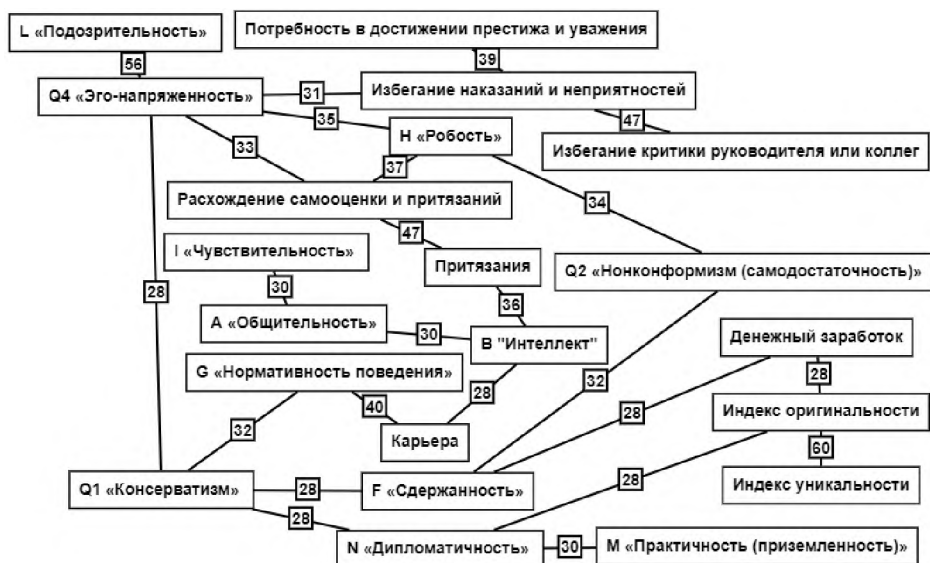 L «Подозрительность»
Потребность в достижении престижа и уважения
56
39
Q4 «Эго-напряженность»
31
Избегание наказаний и неприятностей
35
47
H «Робость»
33
Избегание критики руководителя или коллег
37
Расхождение самооценки и притязаний
34
47
I «Чувствительность»
Притязания
Q2 «Нонконформизм (самодостаточность)»
28
30
36
A «Общительность»
30
B "Интеллект"
Денежный заработок
G «Нормативность поведения»
28
32
28
40
28
Индекс оригинальности
32
Карьера
60
Q1 «Консерватизм»
28
F «Сдержанность»
28
Индекс уникальности
28
N «Дипломатичность»
30
M «Практичность (приземленность)»